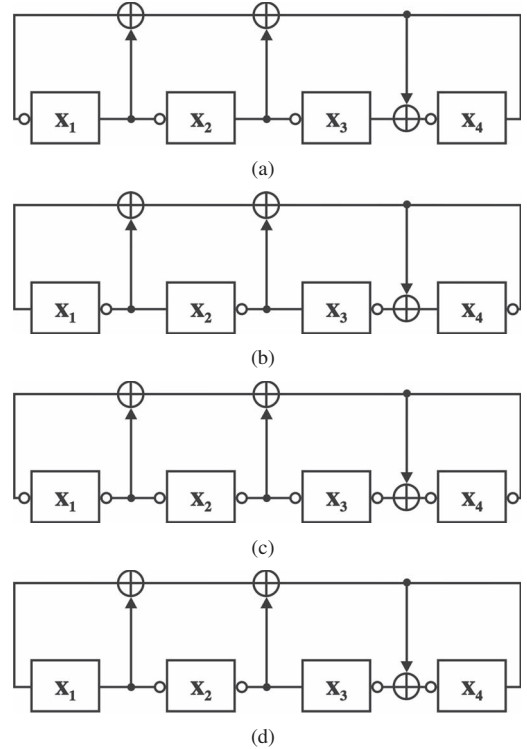 x₁ x₂ x₃ x₄
(a)
x₁ x₂ x₃ x₄
(b)
x₁ x₂ x₃ x₄
(c)
x₁ x₂ x₃ x₄
(d)